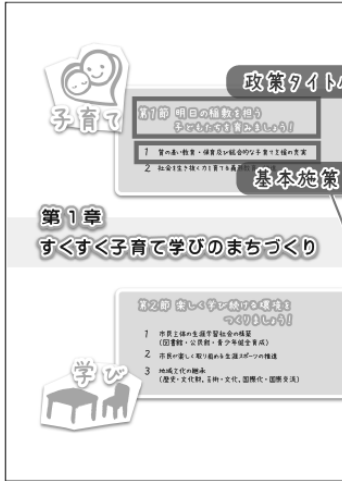 政策タイトル
子育て
第1節 明日の稲敷を担う
子どもたちを育みましょう!
1 質の高い教育・保育及び総合的な子育て支援の充実
2 社会を生き抜く力を育てる
基本施策
第1章
すくすく子育て学びのまちづくり
第2節 楽しく学び続ける環境を
つくりましょう!
1 市民主体の生涯学習社会の構築
(図書館・公民館・青少年健全育成)
2 市民が楽しく取り組める生涯スポーツの推進
学び
3 地域文化の継承
(歴史・文化財、芸術・文化、国際化・国際交流)